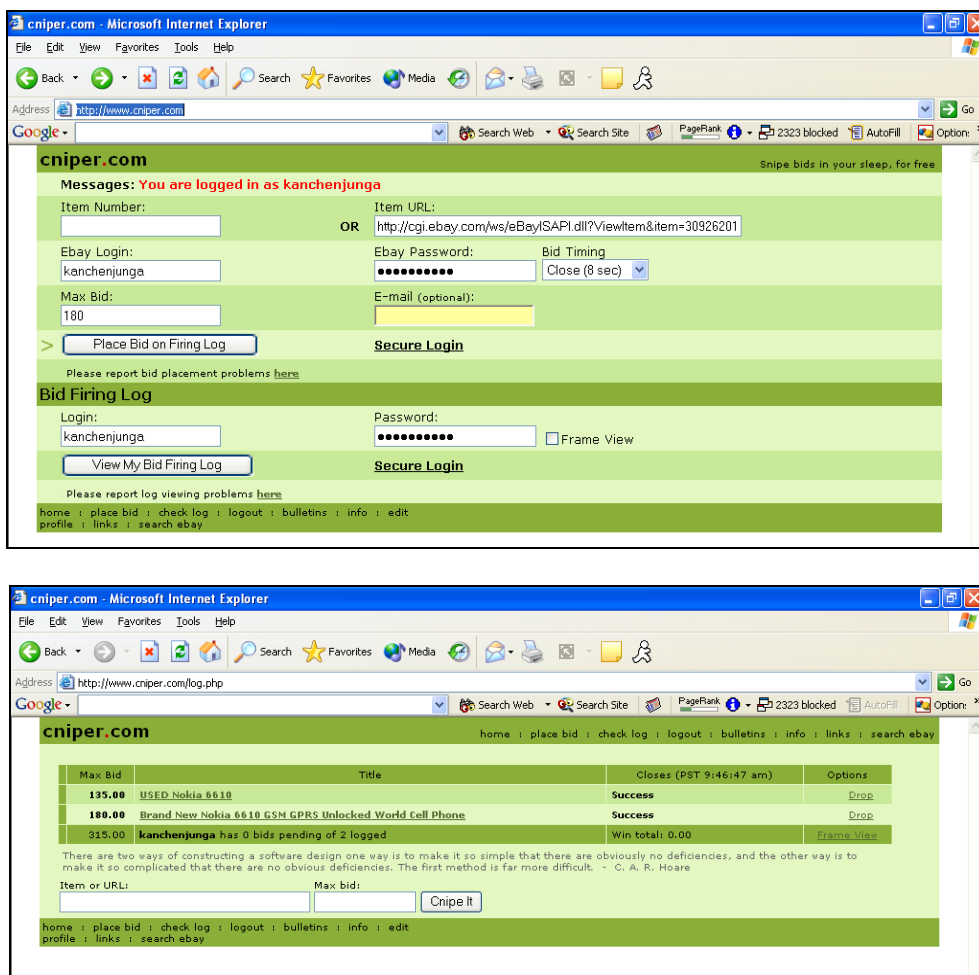 cniper.com - Microsoft Internet Explorer
File Edit View Favorites Tools Help
Back Search Favorites Media
Address http://www.cniper.com Go
Google Search Web Search Site PageRank 2323 blocked AutoFill Option:
cniper.com Snipe bids in your sleep, for free
Messages: You are logged in as kanchenjunga
Item Number: Item URL:
OR http://cgi.ebay.com/ws/eBayISAPI.dll?ViewItem&item=30926201
Ebay Login: Ebay Password: Bid Timing
kanchenjunga ●●●●●●●●●● Close (8 sec)
Max Bid: E-mail (optional):
180
> Place Bid on Firing Log Secure Login
Please report bid placement problems here
Bid Firing Log
Login: Password:
kanchenjunga ●●●●●●●●●● Frame View
View My Bid Firing Log Secure Login
Please report log viewing problems here
home : place bid : check log : logout : bulletins : info : edit
profile : links : search ebay
cniper.com - Microsoft Internet Explorer
File Edit View Favorites Tools Help
Back Search Favorites Media
Address http://www.cniper.com/log.php Go
Google Search Web Search Site PageRank 2323 blocked AutoFill Option:
cniper.com home : place bid : check log : logout : bulletins : info : links : search ebay
Max Bid Title Closes (PST 9:46:47 am) Options
135.00 USED Nokia 6610 Success Drop
180.00 Brand New Nokia 6610 GSM GPRS Unlocked World Cell Phone Success Drop
315.00 kanchenjunga has 0 bids pending of 2 logged Win total: 0.00 Frame View
There are two ways of constructing a software design one way is to make it so simple that there are obviously no deficiencies, and the other way is to
make it so complicated that there are no obvious deficiencies. The first method is far more difficult. - C. A. R. Hoare
Item or URL: Max bid:
Cnipe It
home : place bid : check log : logout : bulletins : info : edit
profile : links : search ebay